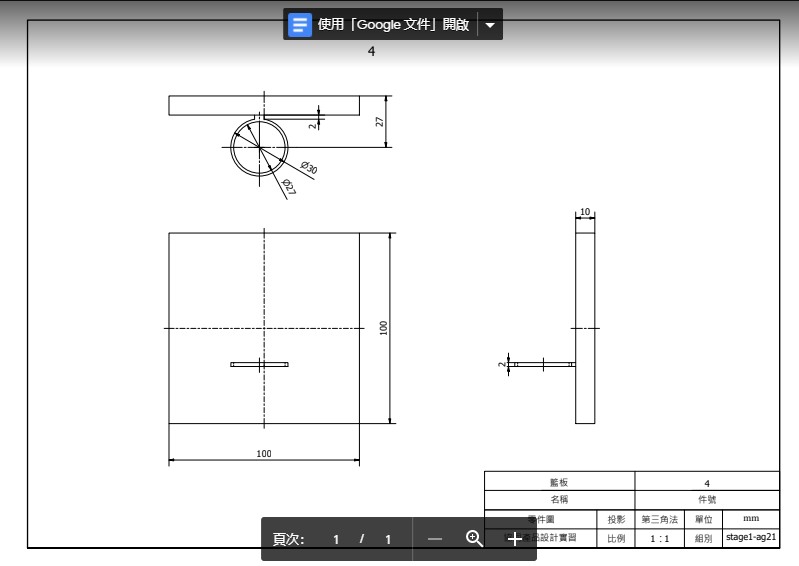 使用「Google 文件」開啟
4
2
27
Ø30
Ø27
10
100
2
100
籃板
4
名稱
件號
零件圖
投影
第三角法
單位
mm
產品設計實習
比例
1：1
組別
stage1-ag21
頁次： 1 / 1